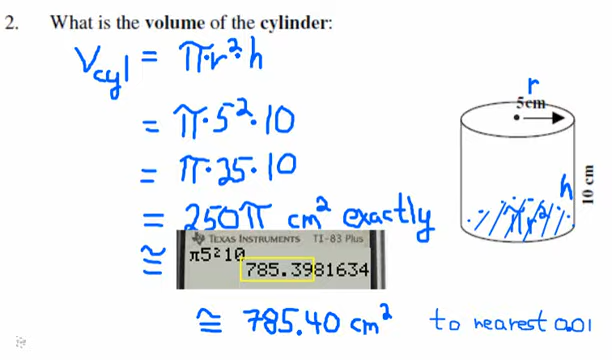 2. What is the volume of the cylinder:
V cyl = π·r²·h
= π·5²·10
= π·25·10
= 250π cm² exactly
≅
TEXAS INSTRUMENTS TI-83 Plus
π5²10
785.3981634
≅ 785.40 cm² to nearest 0.01
r
5cm
h
10 cm
πr²